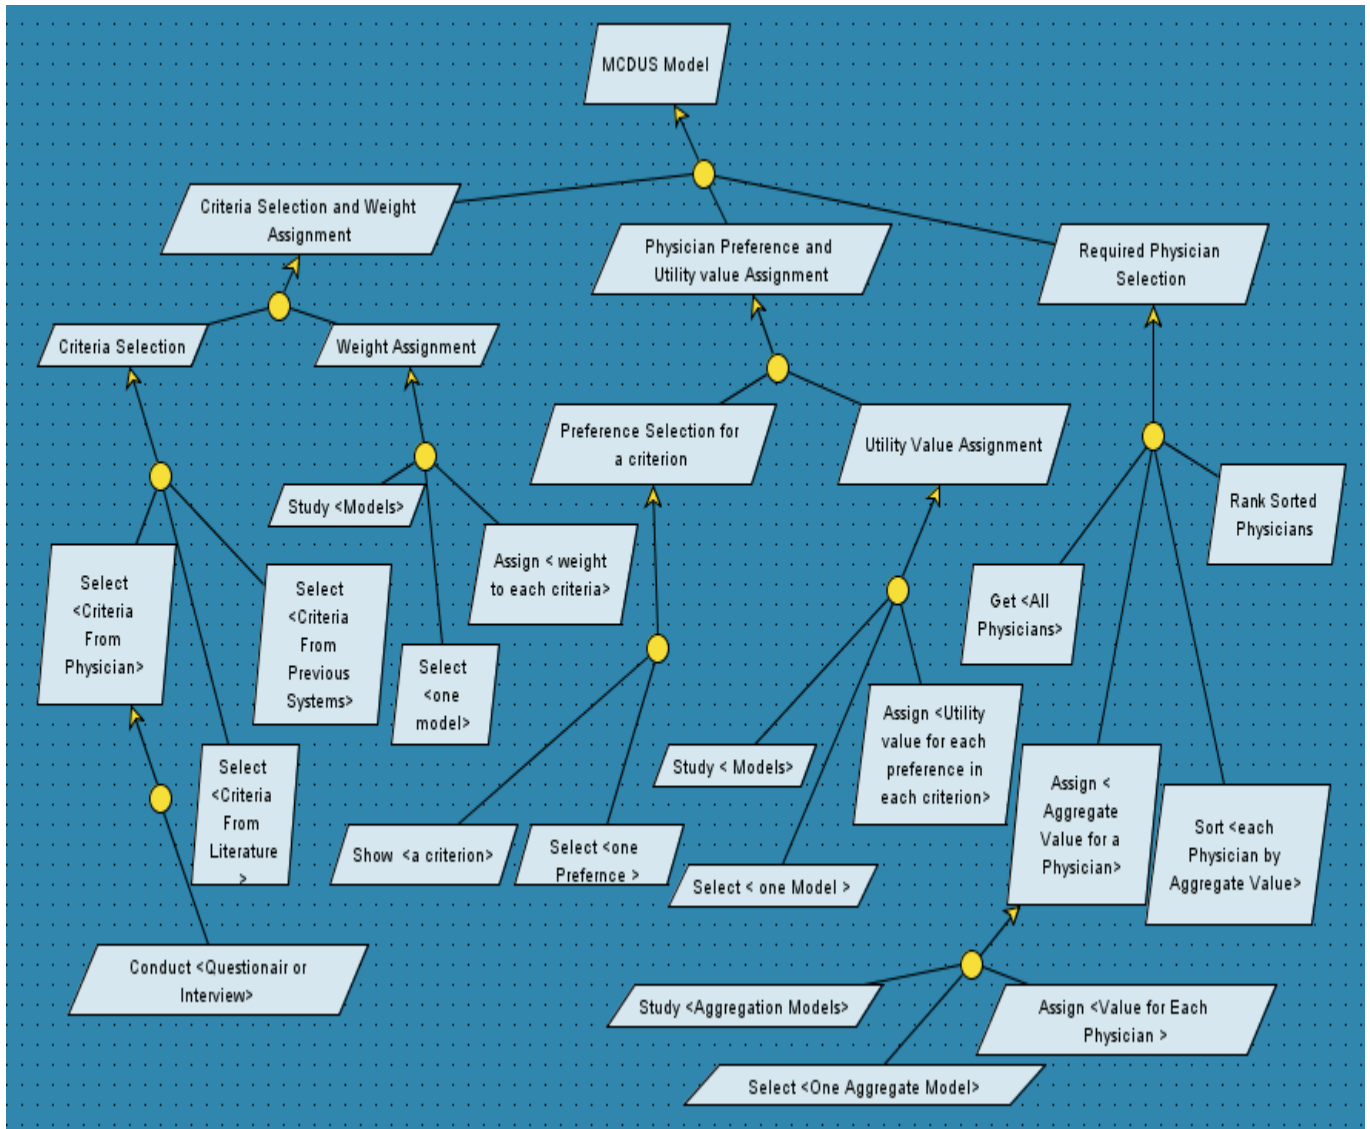 MCDUS Model
Criteria Selection and Weight
Assignment
Physician Preference and
Utility value Assignment
Required Physician
Selection
Criteria Selection
Weight Assignment
Preference Selection for
a criterion
Utility Value Assignment
Study <Models>
Assign < weight
to each criteria>
Rank Sorted
Physicians
Select
<Criteria
From
Physician>
Select
<Criteria
From
Previous
Systems>
Select
<one
model>
Get <All
Physicians>
Select
<Criteria
From
Literature
>
Show <a criterion>
Select <one
Prefernce >
Study < Models>
Select < one Model >
Assign <Utility
value for each
preference in
each criterion>
Assign <
Aggregate
Value for a
Physician>
Sort <each
Physician by
Aggregate Value>
Conduct <Questionair or
Interview>
Study <Aggregation Models>
Assign <Value for Each
Physician >
Select <One Aggregate Model>